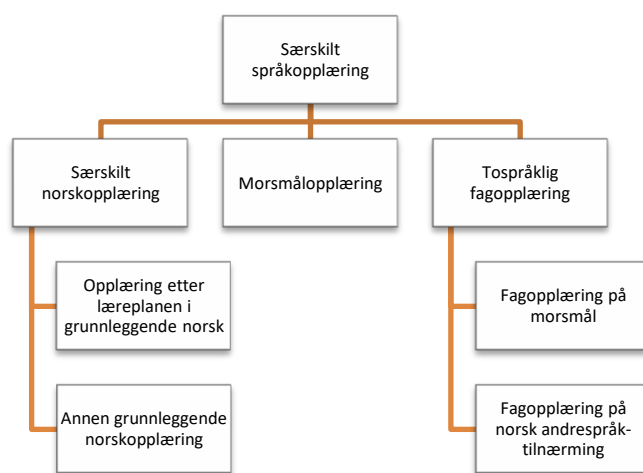 Særskilt
språkopplæring
Særskilt
norskopplæring
Morsmålopplæring
Tospråklig
fagopplæring
Opplæring etter
læreplanen i
grunnleggende norsk
Fagopplæring på
morsmål
Annen grunnleggende
norskopplæring
Fagopplæring på
norsk andrespråk-
tilnærming